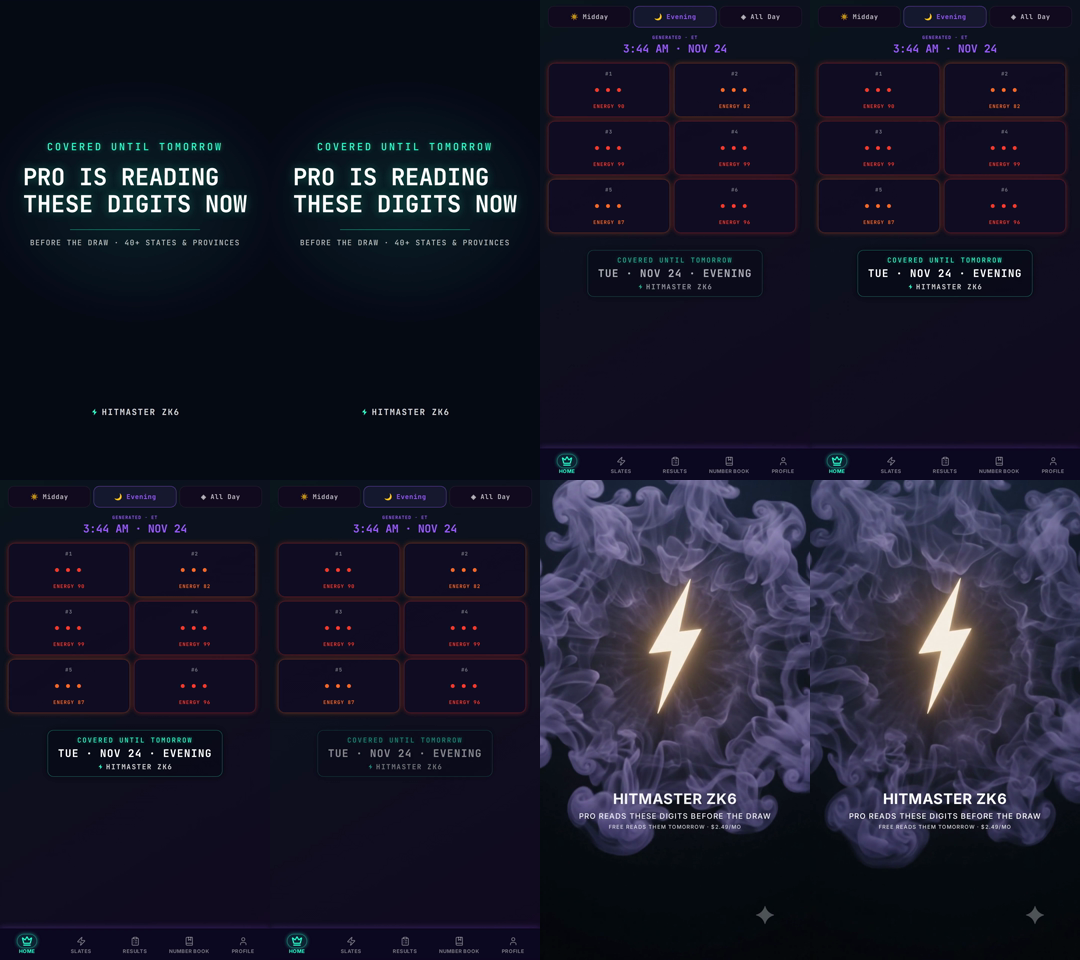 COVERED UNTIL TOMORROW
PRO IS READING
THESE DIGITS NOW
BEFORE THE DRAW · 40+ STATES & PROVINCES
HITMASTER ZK6
COVERED UNTIL TOMORROW
PRO IS READING
THESE DIGITS NOW
BEFORE THE DRAW · 40+ STATES & PROVINCES
HITMASTER ZK6
Midday Evening All Day
GENERATED · ET
3:44 AM · NOV 24
#1 #2
ENERGY 90 ENERGY 82
#3 #4
ENERGY 99 ENERGY 99
#5 #6
ENERGY 87 ENERGY 96
COVERED UNTIL TOMORROW
TUE · NOV 24 · EVENING
HITMASTER ZK6
HOME SLATES RESULTS NUMBER BOOK PROFILE
Midday Evening All Day
GENERATED · ET
3:44 AM · NOV 24
#1 #2
ENERGY 90 ENERGY 82
#3 #4
ENERGY 99 ENERGY 99
#5 #6
ENERGY 87 ENERGY 96
COVERED UNTIL TOMORROW
TUE · NOV 24 · EVENING
HITMASTER ZK6
HOME SLATES RESULTS NUMBER BOOK PROFILE
Midday Evening All Day
GENERATED · ET
3:44 AM · NOV 24
#1 #2
ENERGY 90 ENERGY 82
#3 #4
ENERGY 99 ENERGY 99
#5 #6
ENERGY 87 ENERGY 96
COVERED UNTIL TOMORROW
TUE · NOV 24 · EVENING
HITMASTER ZK6
HOME SLATES RESULTS NUMBER BOOK PROFILE
Midday Evening All Day
GENERATED · ET
3:44 AM · NOV 24
#1 #2
ENERGY 90 ENERGY 82
#3 #4
ENERGY 99 ENERGY 99
#5 #6
ENERGY 87 ENERGY 96
COVERED UNTIL TOMORROW
TUE · NOV 24 · EVENING
HITMASTER ZK6
HOME SLATES RESULTS NUMBER BOOK PROFILE
HITMASTER ZK6
PRO READS THESE DIGITS BEFORE THE DRAW
FREE READS THEM TOMORROW · $2.49/MO
HITMASTER ZK6
PRO READS THESE DIGITS BEFORE THE DRAW
FREE READS THEM TOMORROW · $2.49/MO